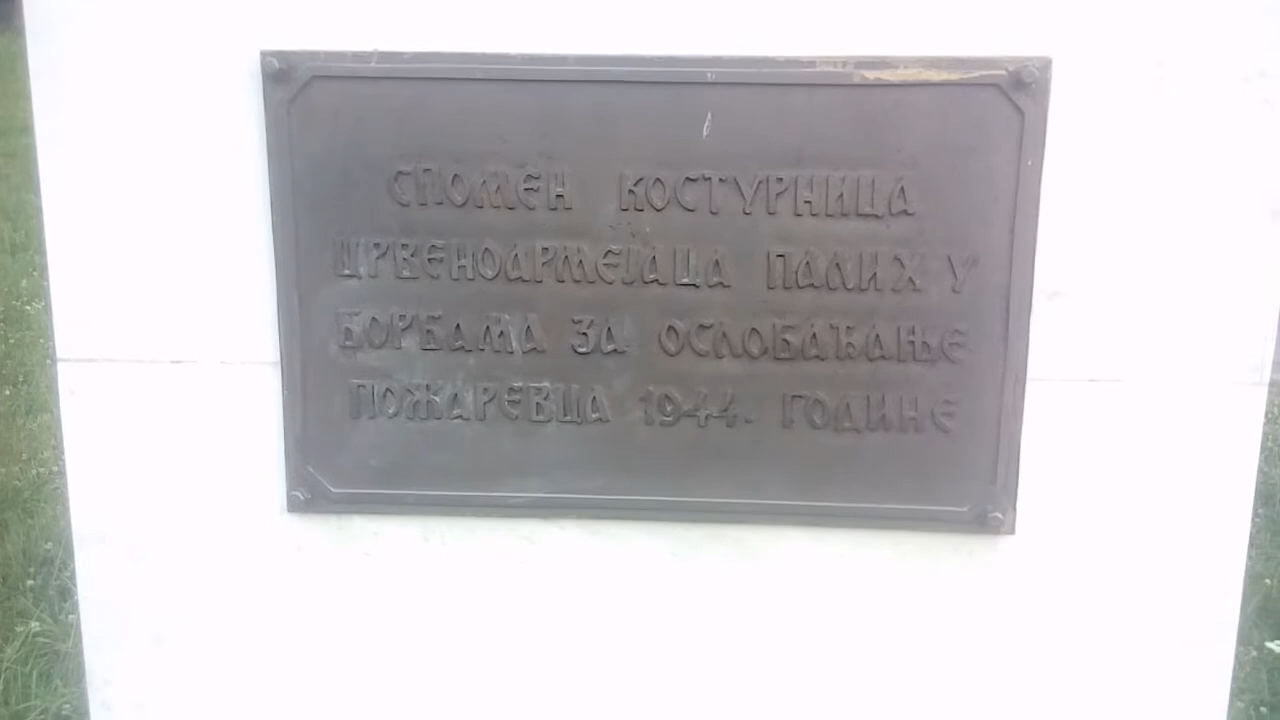 СПОМЕН КОСТУРНИЦА
ЦРВЕНОАРМЕЈАЦА ПАЛИХ У
БОРБАМА ЗА ОСЛОБАЂАЊЕ
ПОЖАРЕВЦА 1944. ГОДИНЕ